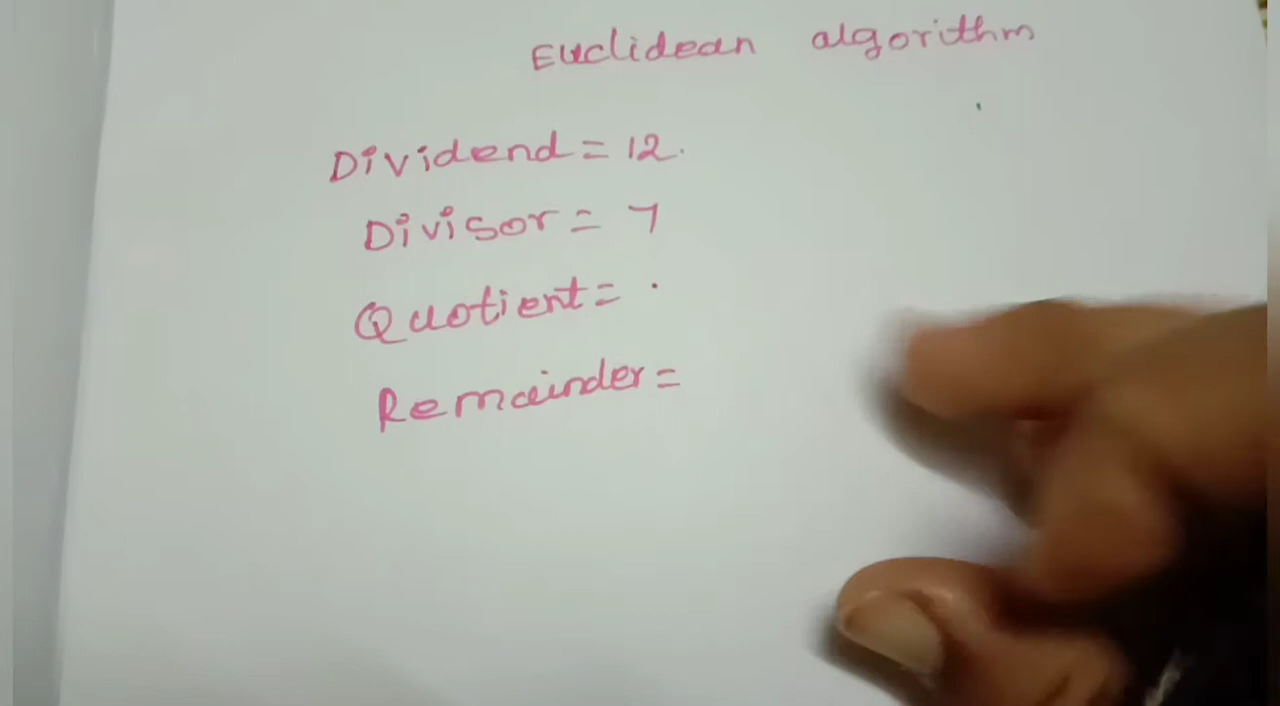 Euclidean algorithm
Dividend = 12.
Divisor = 7
Quotient = .
Remainder =